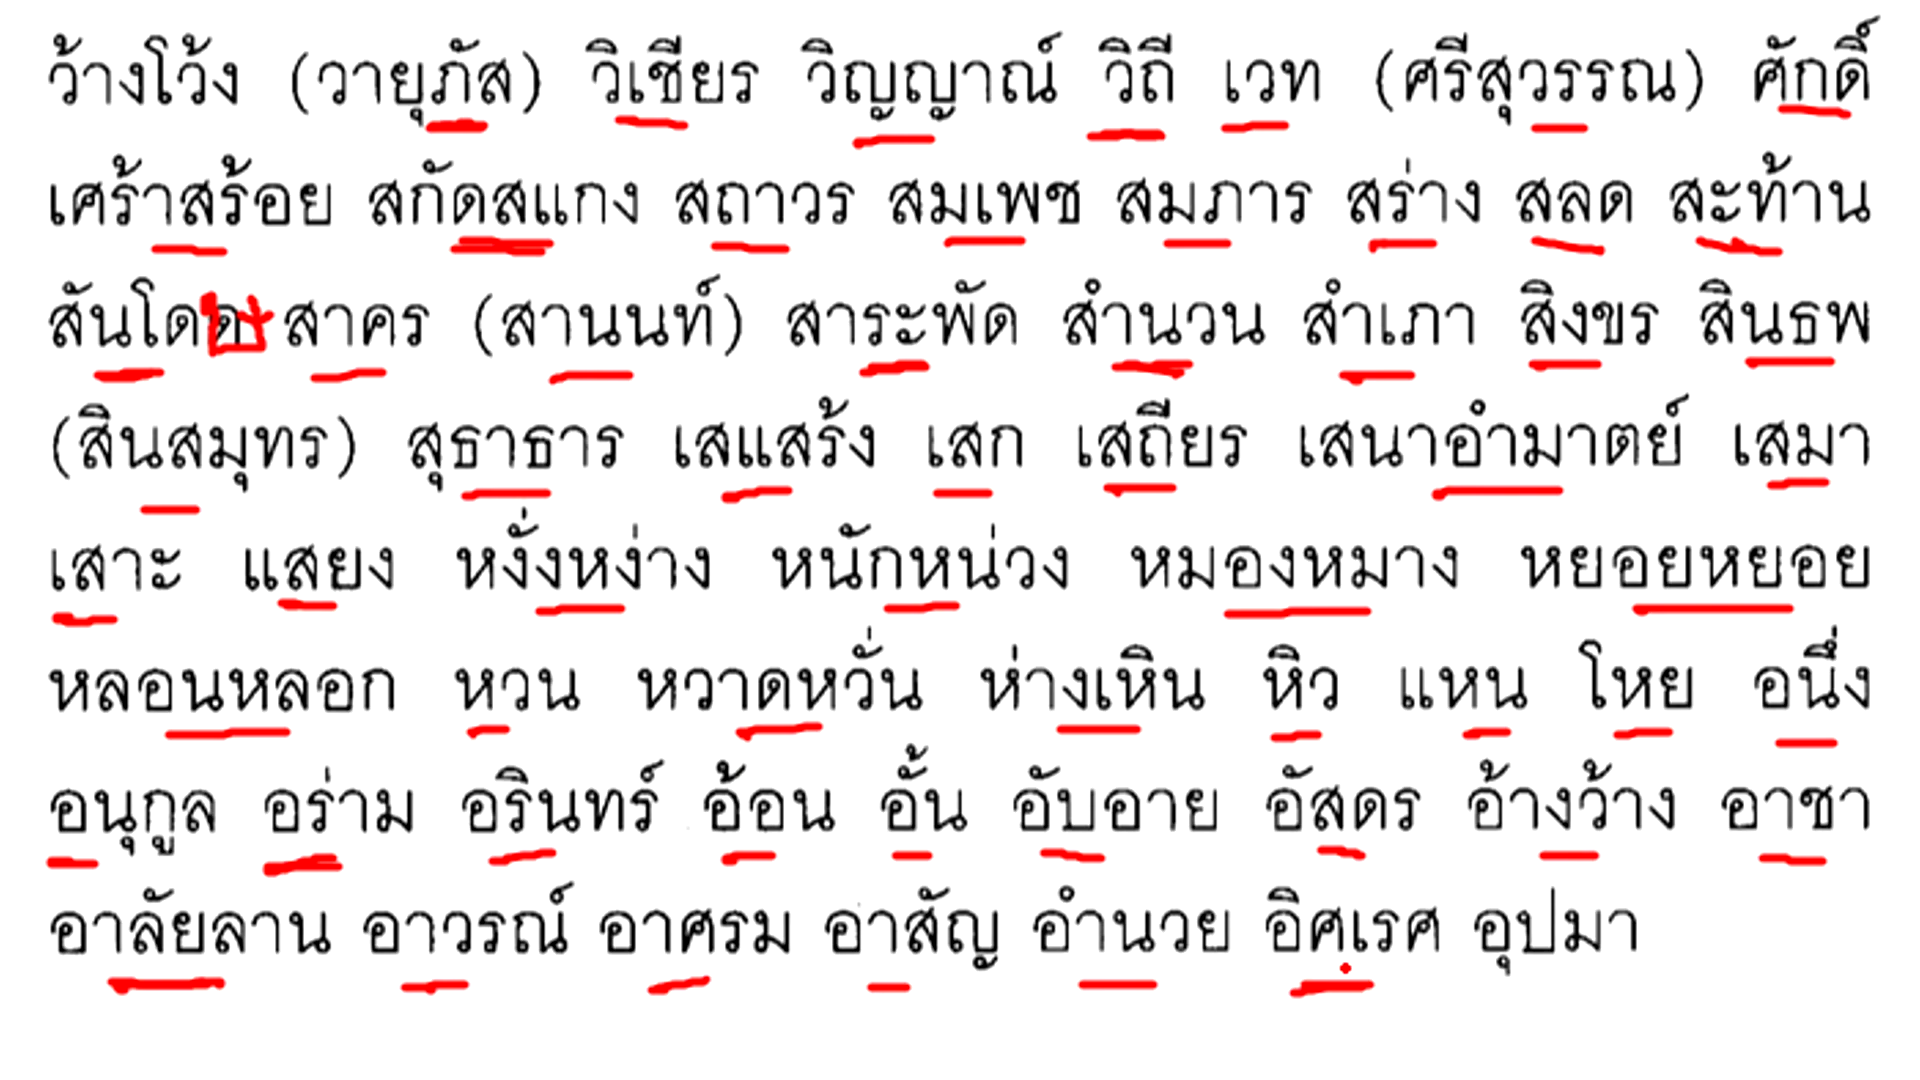 ว้างโว้ง (วายุภัส) วิเชียร วิญญาณ์ วิถี เวท (ศรีสุวรรณ) ศักดิ์
เศร้าสร้อย สกัดสแกง สถาวร สมเพช สมภาร สร่าง สลด สะท้าน
สันโดด สาคร (สานนท์) สาระพัด สำนวน สำเภา สิงขร สินธพ
(สินสมุทร) สุธาธาร เสแสร้ง เสก เสถียร เสนาอำมาตย์ เสมา
เสาะ แสยง หงั่งหง่าง หนักหน่วง หมองหมาง หยอยหยอย
หลอนหลอก หวน หวาดหวั่น ห่างเหิน หิว แหน โหย อนึ่ง
อนุกูล อร่าม อรินทร์ อ้อน อั้น อับอาย อัสดร อ้างว้าง อาชา
อาลัยลาน อาวรณ์ อาศรม อาสัญ อำนวย อิศเรศ อุปมา